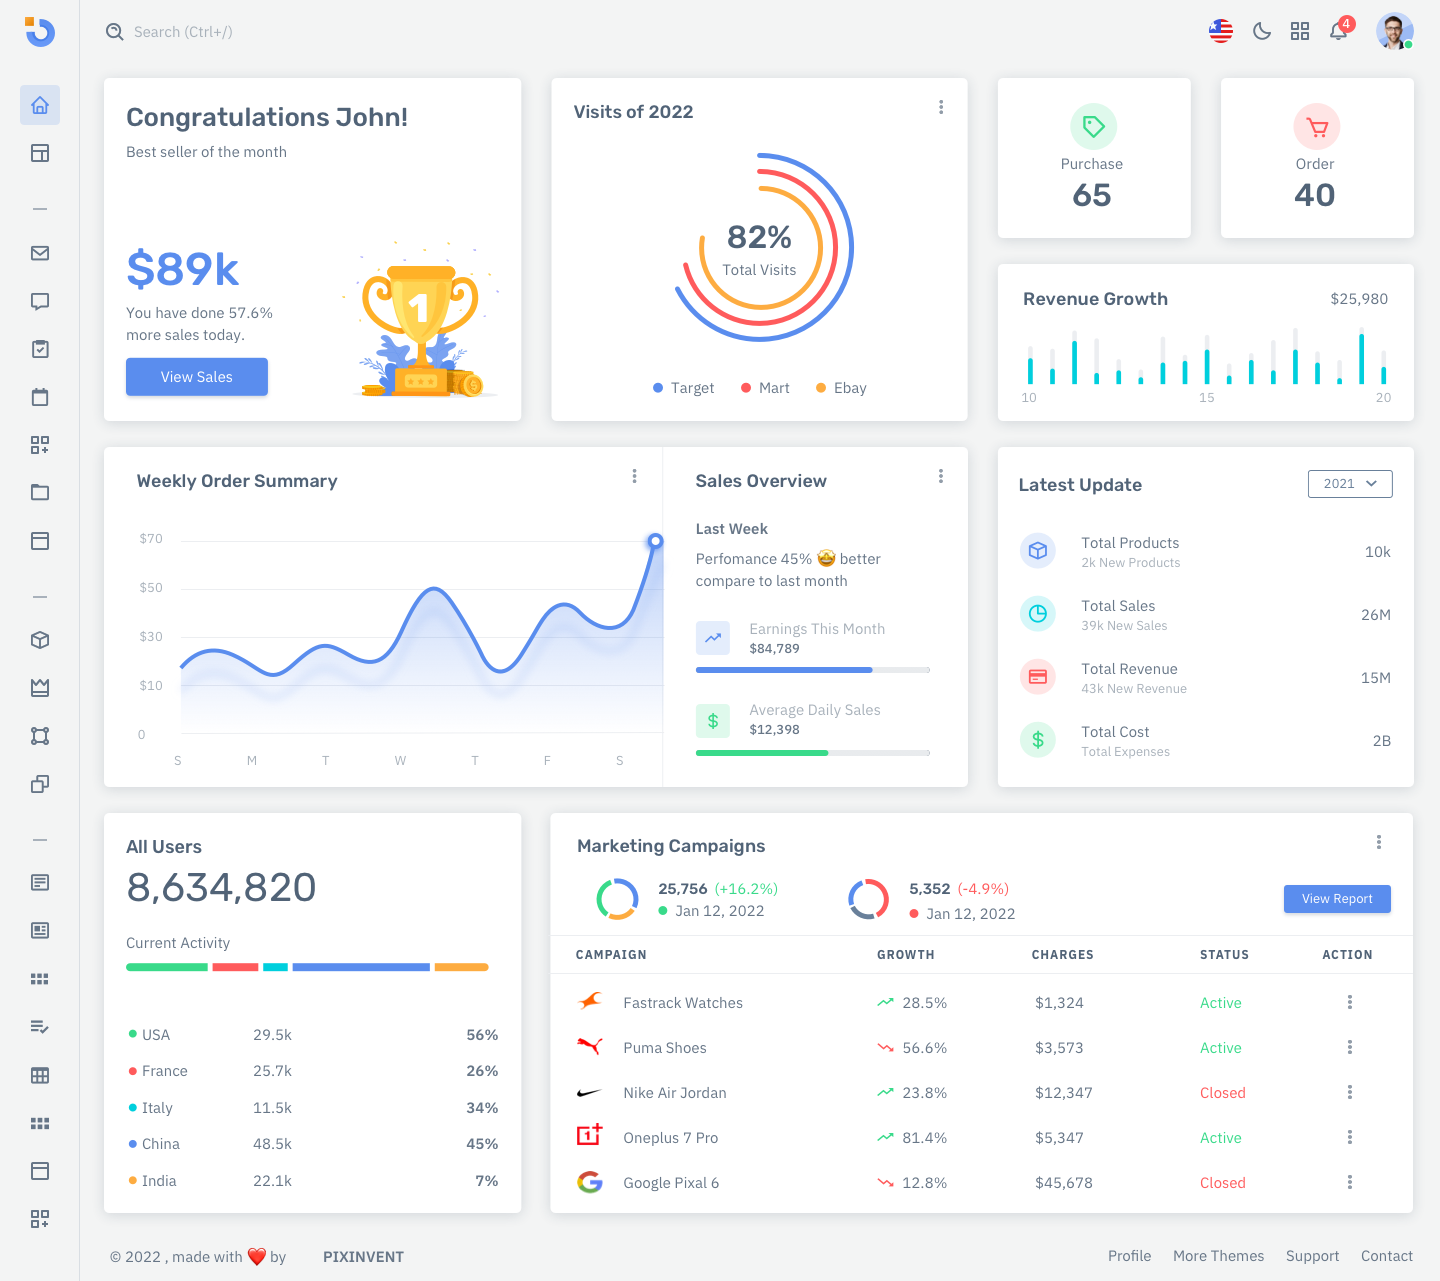 Search (Ctrl+/)
4
Congratulations John!
Best seller of the month
$89k
You have done 57.6%
more sales today.
View Sales
1
Visits of 2022
82%
Total Visits
Target
Mart
Ebay
Purchase
65
Order
40
Revenue Growth
$25,980
10
15
20
Weekly Order Summary
$70
$50
$30
$10
0
S M T W T F S
Sales Overview
Last Week
Perfomance 45% 🤩 better
compare to last month
Earnings This Month
$84,789
Average Daily Sales
$12,398
Latest Update
2021
Total Products
2k New Products
10k
Total Sales
39k New Sales
26M
Total Revenue
43k New Revenue
15M
Total Cost
Total Expenses
2B
All Users
8,634,820
Current Activity
USA 29.5k 56%
France 25.7k 26%
Italy 11.5k 34%
China 48.5k 45%
India 22.1k 7%
Marketing Campaigns
25,756 (+16.2%)
Jan 12, 2022
5,352 (-4.9%)
Jan 12, 2022
View Report
CAMPAIGN GROWTH CHARGES STATUS ACTION
Fastrack Watches 28.5% $1,324 Active
Puma Shoes 56.6% $3,573 Active
Nike Air Jordan 23.8% $12,347 Closed
Oneplus 7 Pro 81.4% $5,347 Active
Google Pixal 6 12.8% $45,678 Closed
© 2022 , made with ❤️ by PIXINVENT
Profile More Themes Support Contact